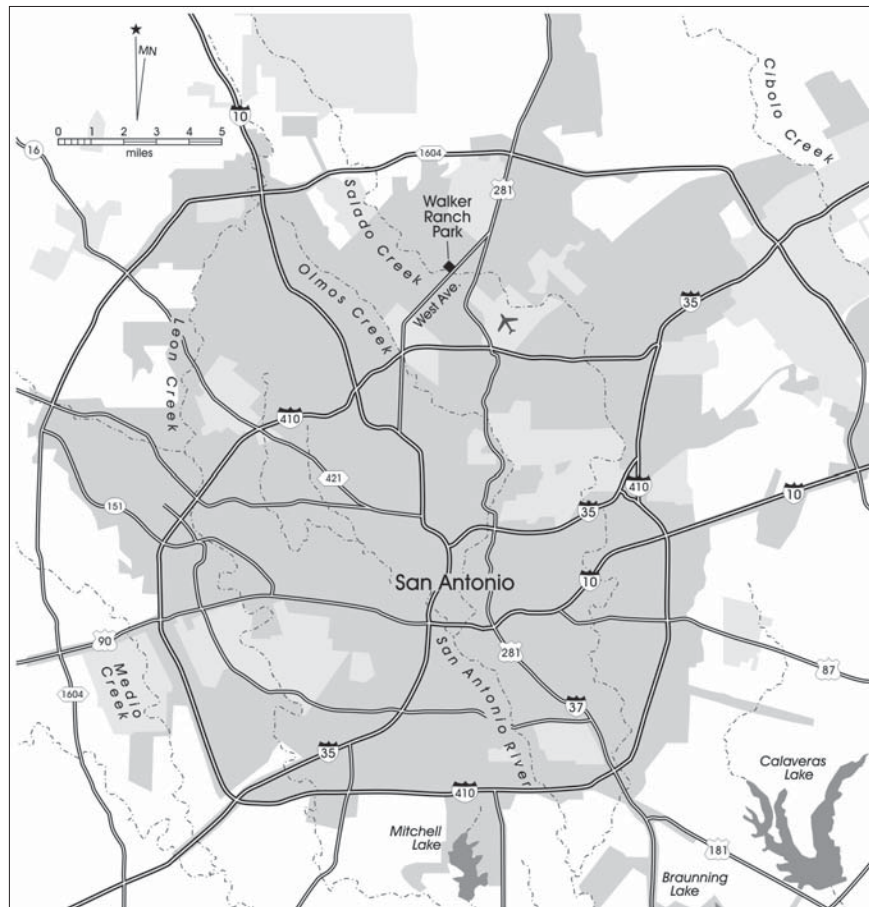 MN
10
0 1 2 3 4 5
miles
16
1604
281
Cibolo Creek
Walker
Ranch
Park
Salado Creek
Olmos Creek
West Ave.
35
Leon Creek
410
421
151
35
410
10
San Antonio
10
90
Medio
Creek
1604
San Antonio River
281
87
37
35
410
Calaveras
Lake
Mitchell
Lake
181
Braunning
Lake